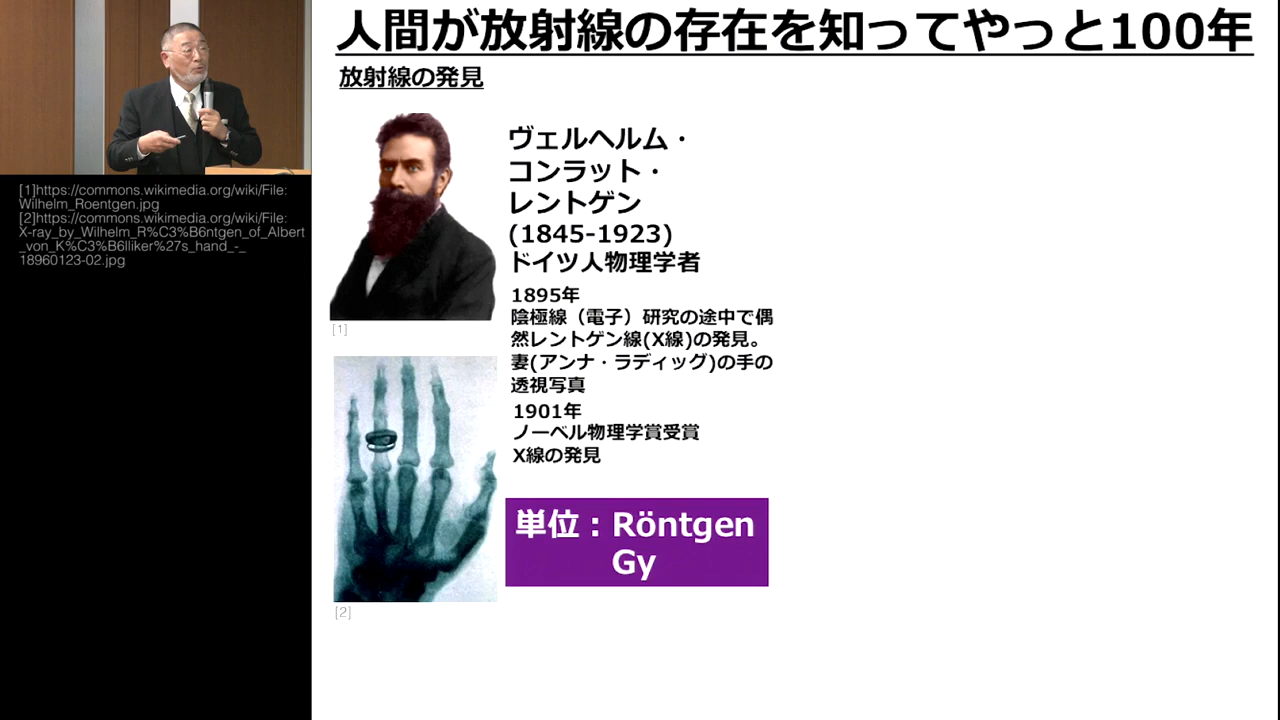 人間が放射線の存在を知ってやっと100年
放射線の発見
ヴェルヘルム・
コンラット・
レントゲン
(1845-1923)
ドイツ人物理学者
1895年
陰極線（電子）研究の途中で偶
然レントゲン線(X線)の発見。
妻(アンナ・ラディッグ)の手の
透視写真
1901年
ノーベル物理学賞受賞
X線の発見
単位：Röntgen
Gy
[1]
[2]
[1]https://commons.wikimedia.org/wiki/File:
Wilhelm_Roentgen.jpg
[2]https://commons.wikimedia.org/wiki/File:
X-ray_by_Wilhelm_R%C3%B6ntgen_of_Albert
_von_K%C3%B6lliker%27s_hand_-_
18960123-02.jpg